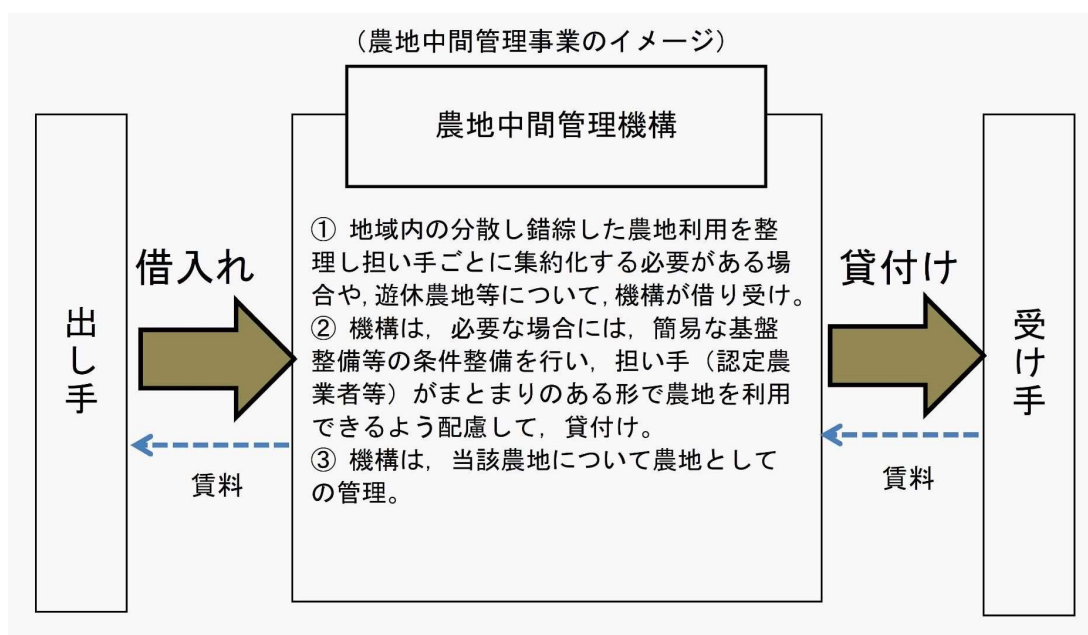 （農地中間管理事業のイメージ）
農地中間管理機構
出し手
借入れ
賃料
① 地域内の分散し錯綜した農地利用を整
理し担い手ごとに集約化する必要がある場
合や,遊休農地等について,機構が借り受け。
② 機構は，必要な場合には，簡易な基盤
整備等の条件整備を行い，担い手（認定農
業者等）がまとまりのある形で農地を利用
できるよう配慮して，貸付け。
③ 機構は，当該農地について農地として
の管理。
貸付け
賃料
受け手